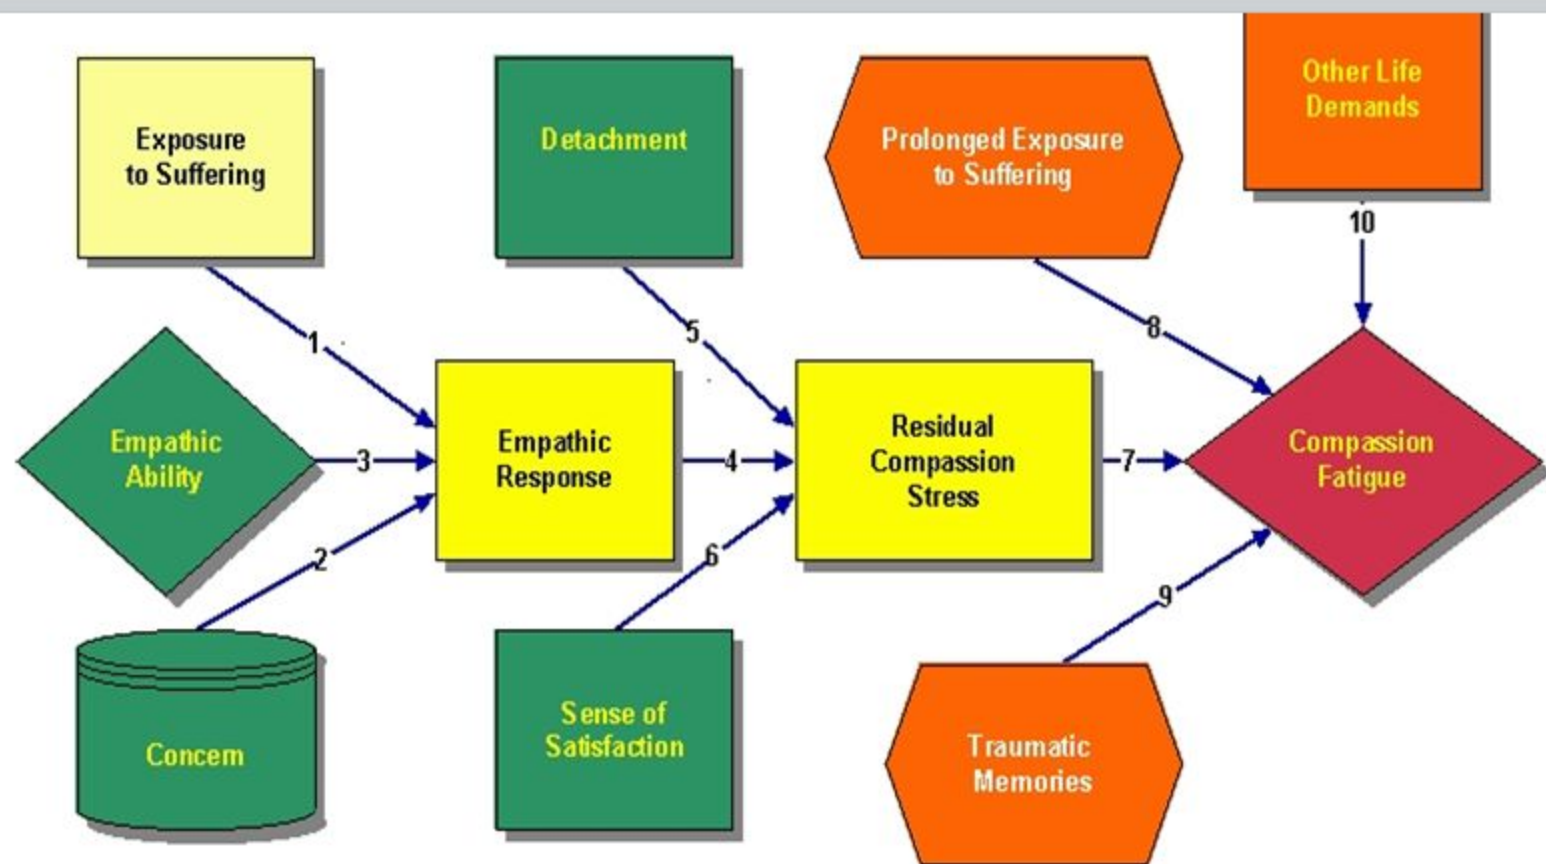 Exposure
to Suffering
Detachment
Prolonged Exposure
to Suffering
Other Life
Demands
10
1
5
8
Empathic
Ability
3
Empathic
Response
4
Residual
Compassion
Stress
7
Compassion
Fatigue
2
6
9
Concern
Sense of
Satisfaction
Traumatic
Memories